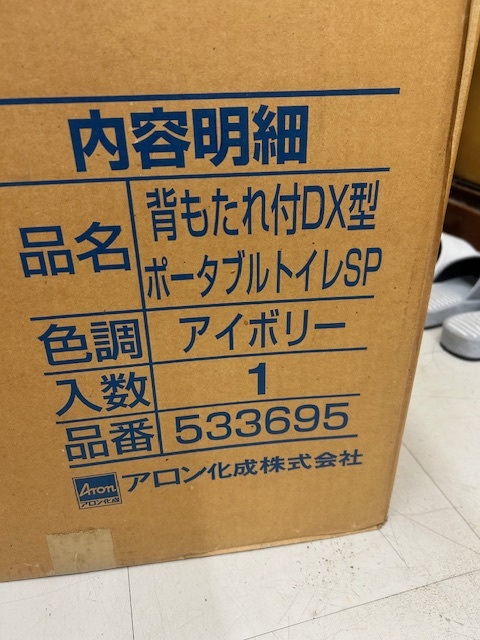 内容明細
品名 背もたれ付DX型
ポータブルトイレSP
色調 アイボリー
入数 1
品番 533695
Aron アロン化成 アロン化成株式会社